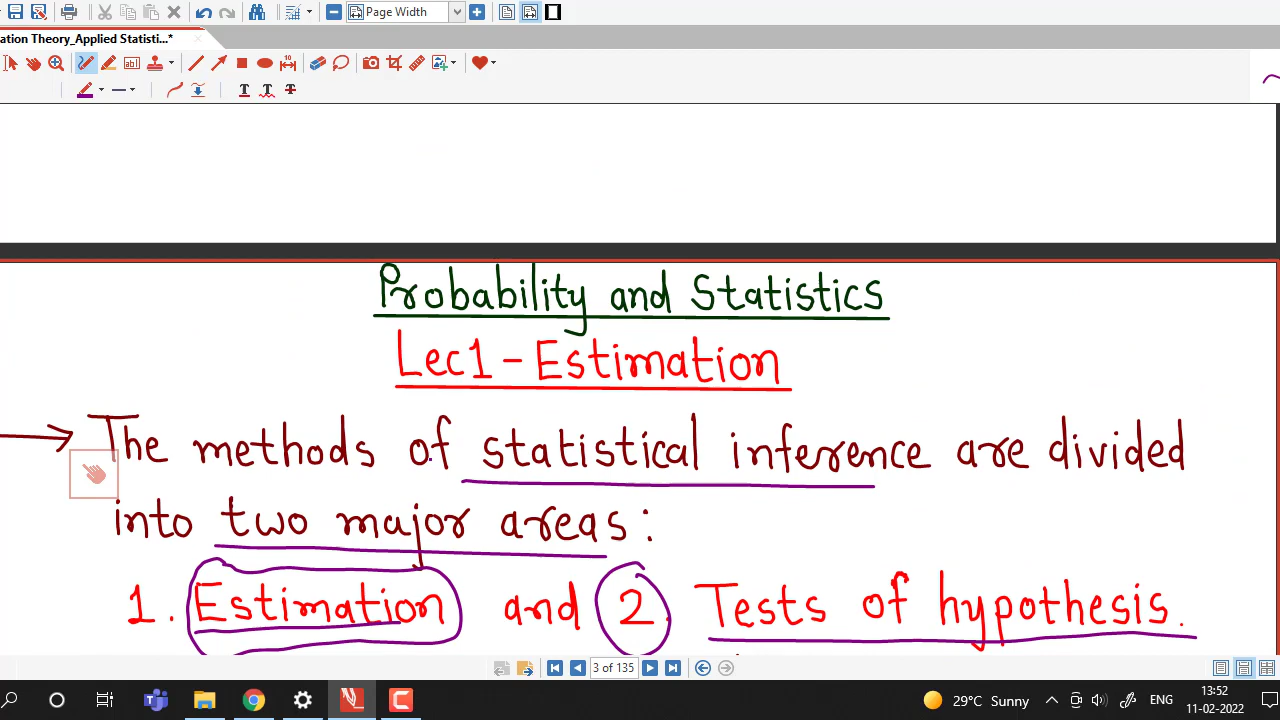 Page Width
ation Theory_Applied Statisti...*
10
Probability and Statistics
Lec1 - Estimation
The methods of statistical inference are divided
into two major areas:
1. Estimation and 2. Tests of hypothesis.
3 of 135
29°C Sunny
ENG
13:52
11-02-2022